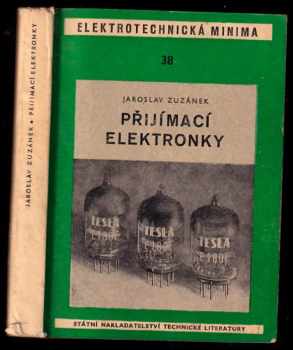 JAROSLAV ZUZÁNEK • PŘIJÍMACÍ ELEKTRONKY
ELEKTROTECHNICKÁ MINIMA
38
JAROSLAV ZUZÁNEK
PŘIJÍMACÍ
ELEKTRONKY
TESLA
TESLA
TESLA
STÁTNÍ NAKLADATELSTVÍ TECHNICKÉ LITERATURY